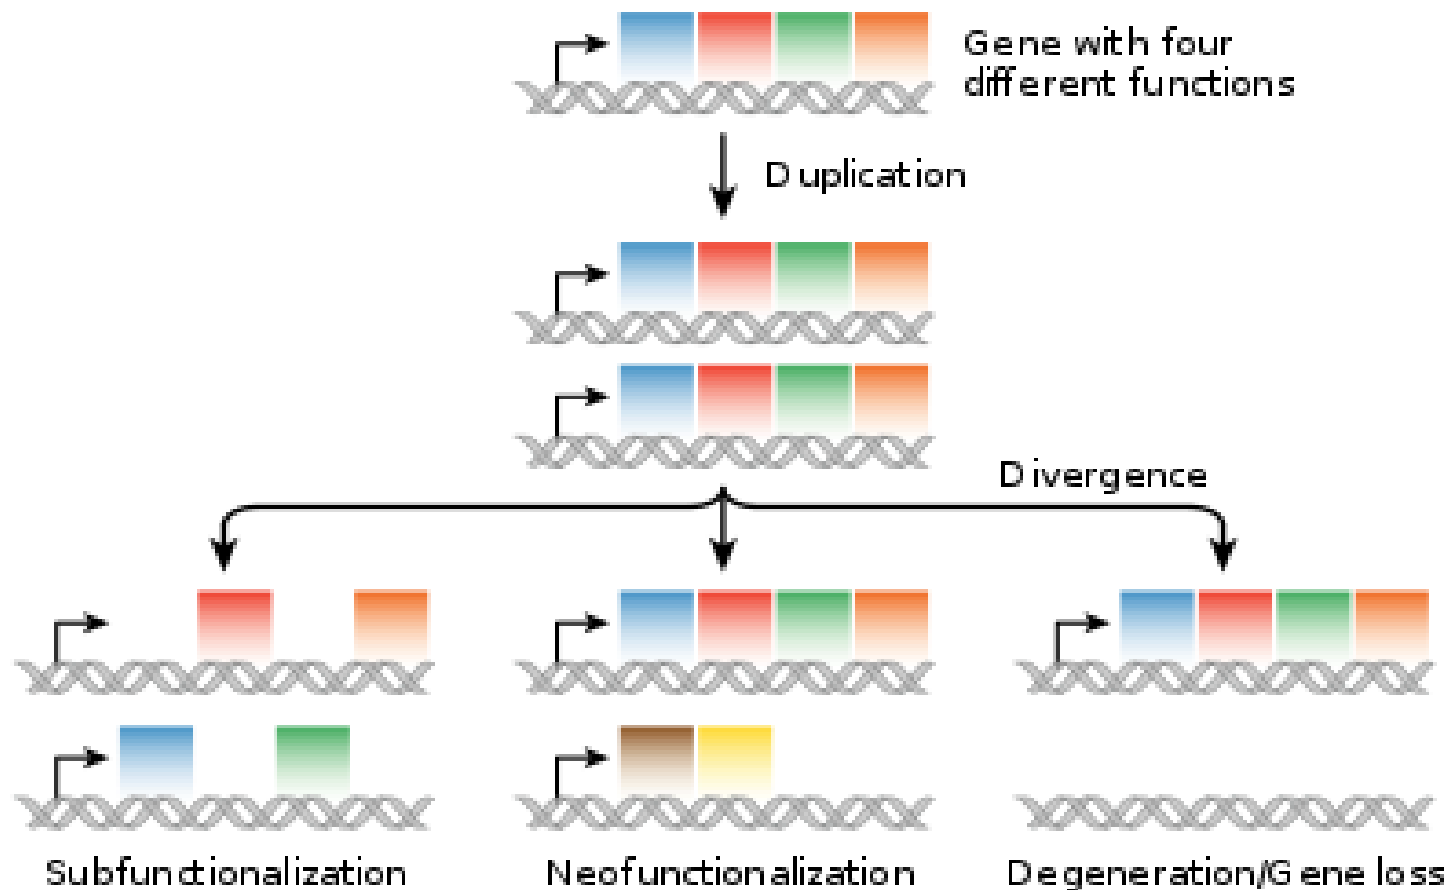 Gene with four
different functions
Duplication
Divergence
Subfunctionalization
Neofunctionalization
Degeneration/Gene loss